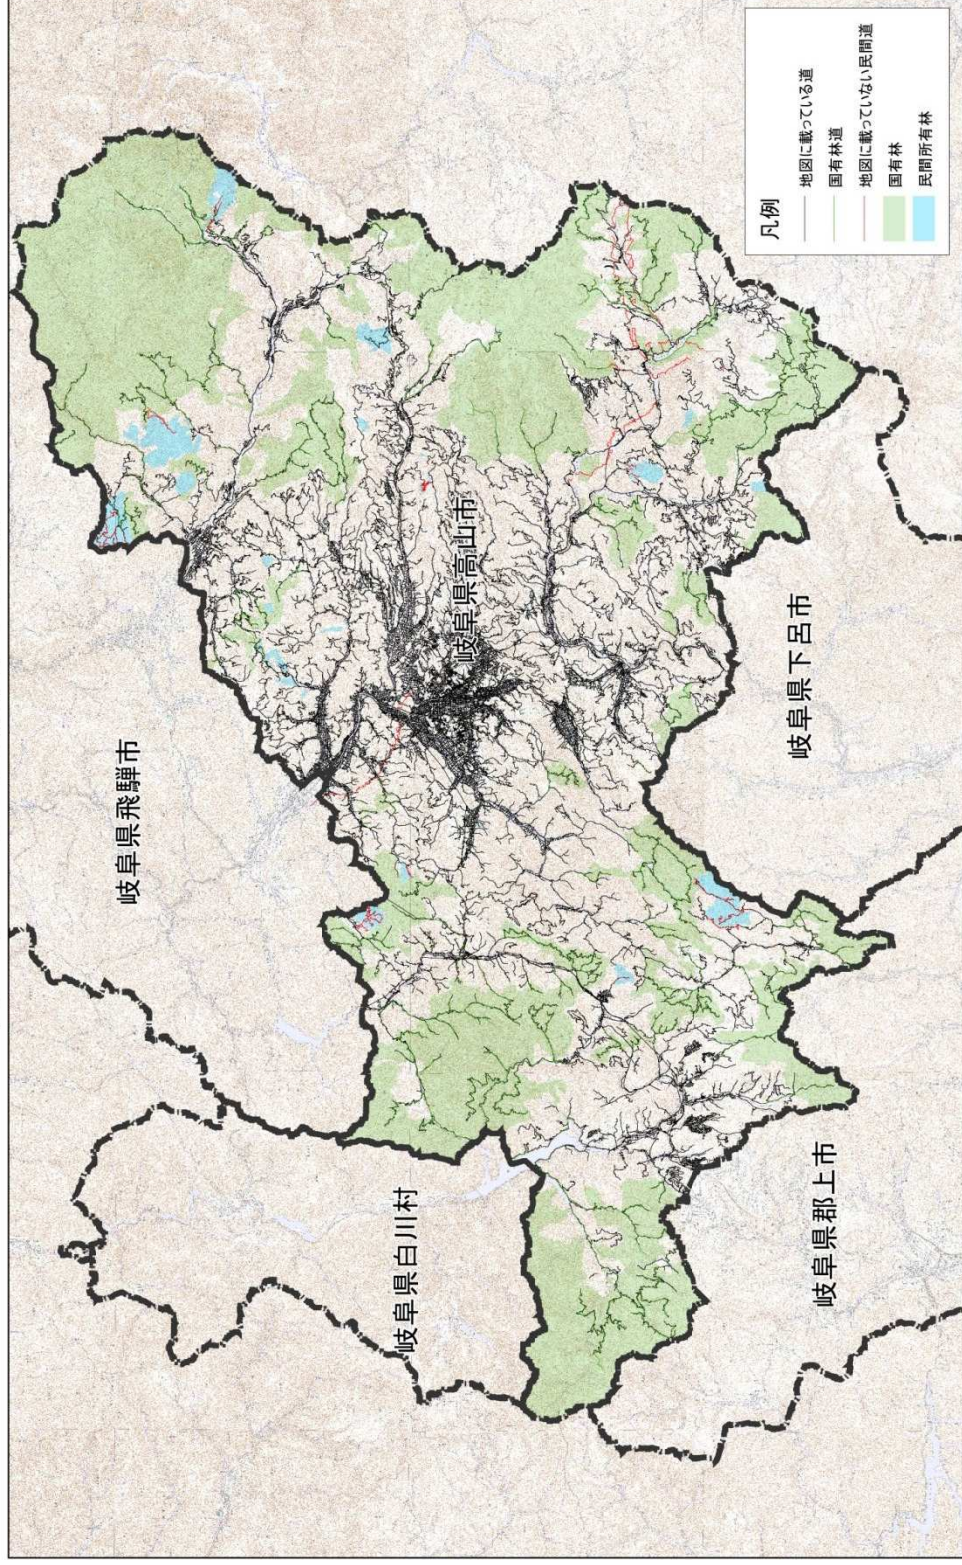 岐阜県飛騨市
岐阜県高山市
岐阜県白川村
岐阜県下呂市
岐阜県郡上市
凡例
地図に載っている道
国有林道
地図に載っていない民間道
国有林
民間所有林